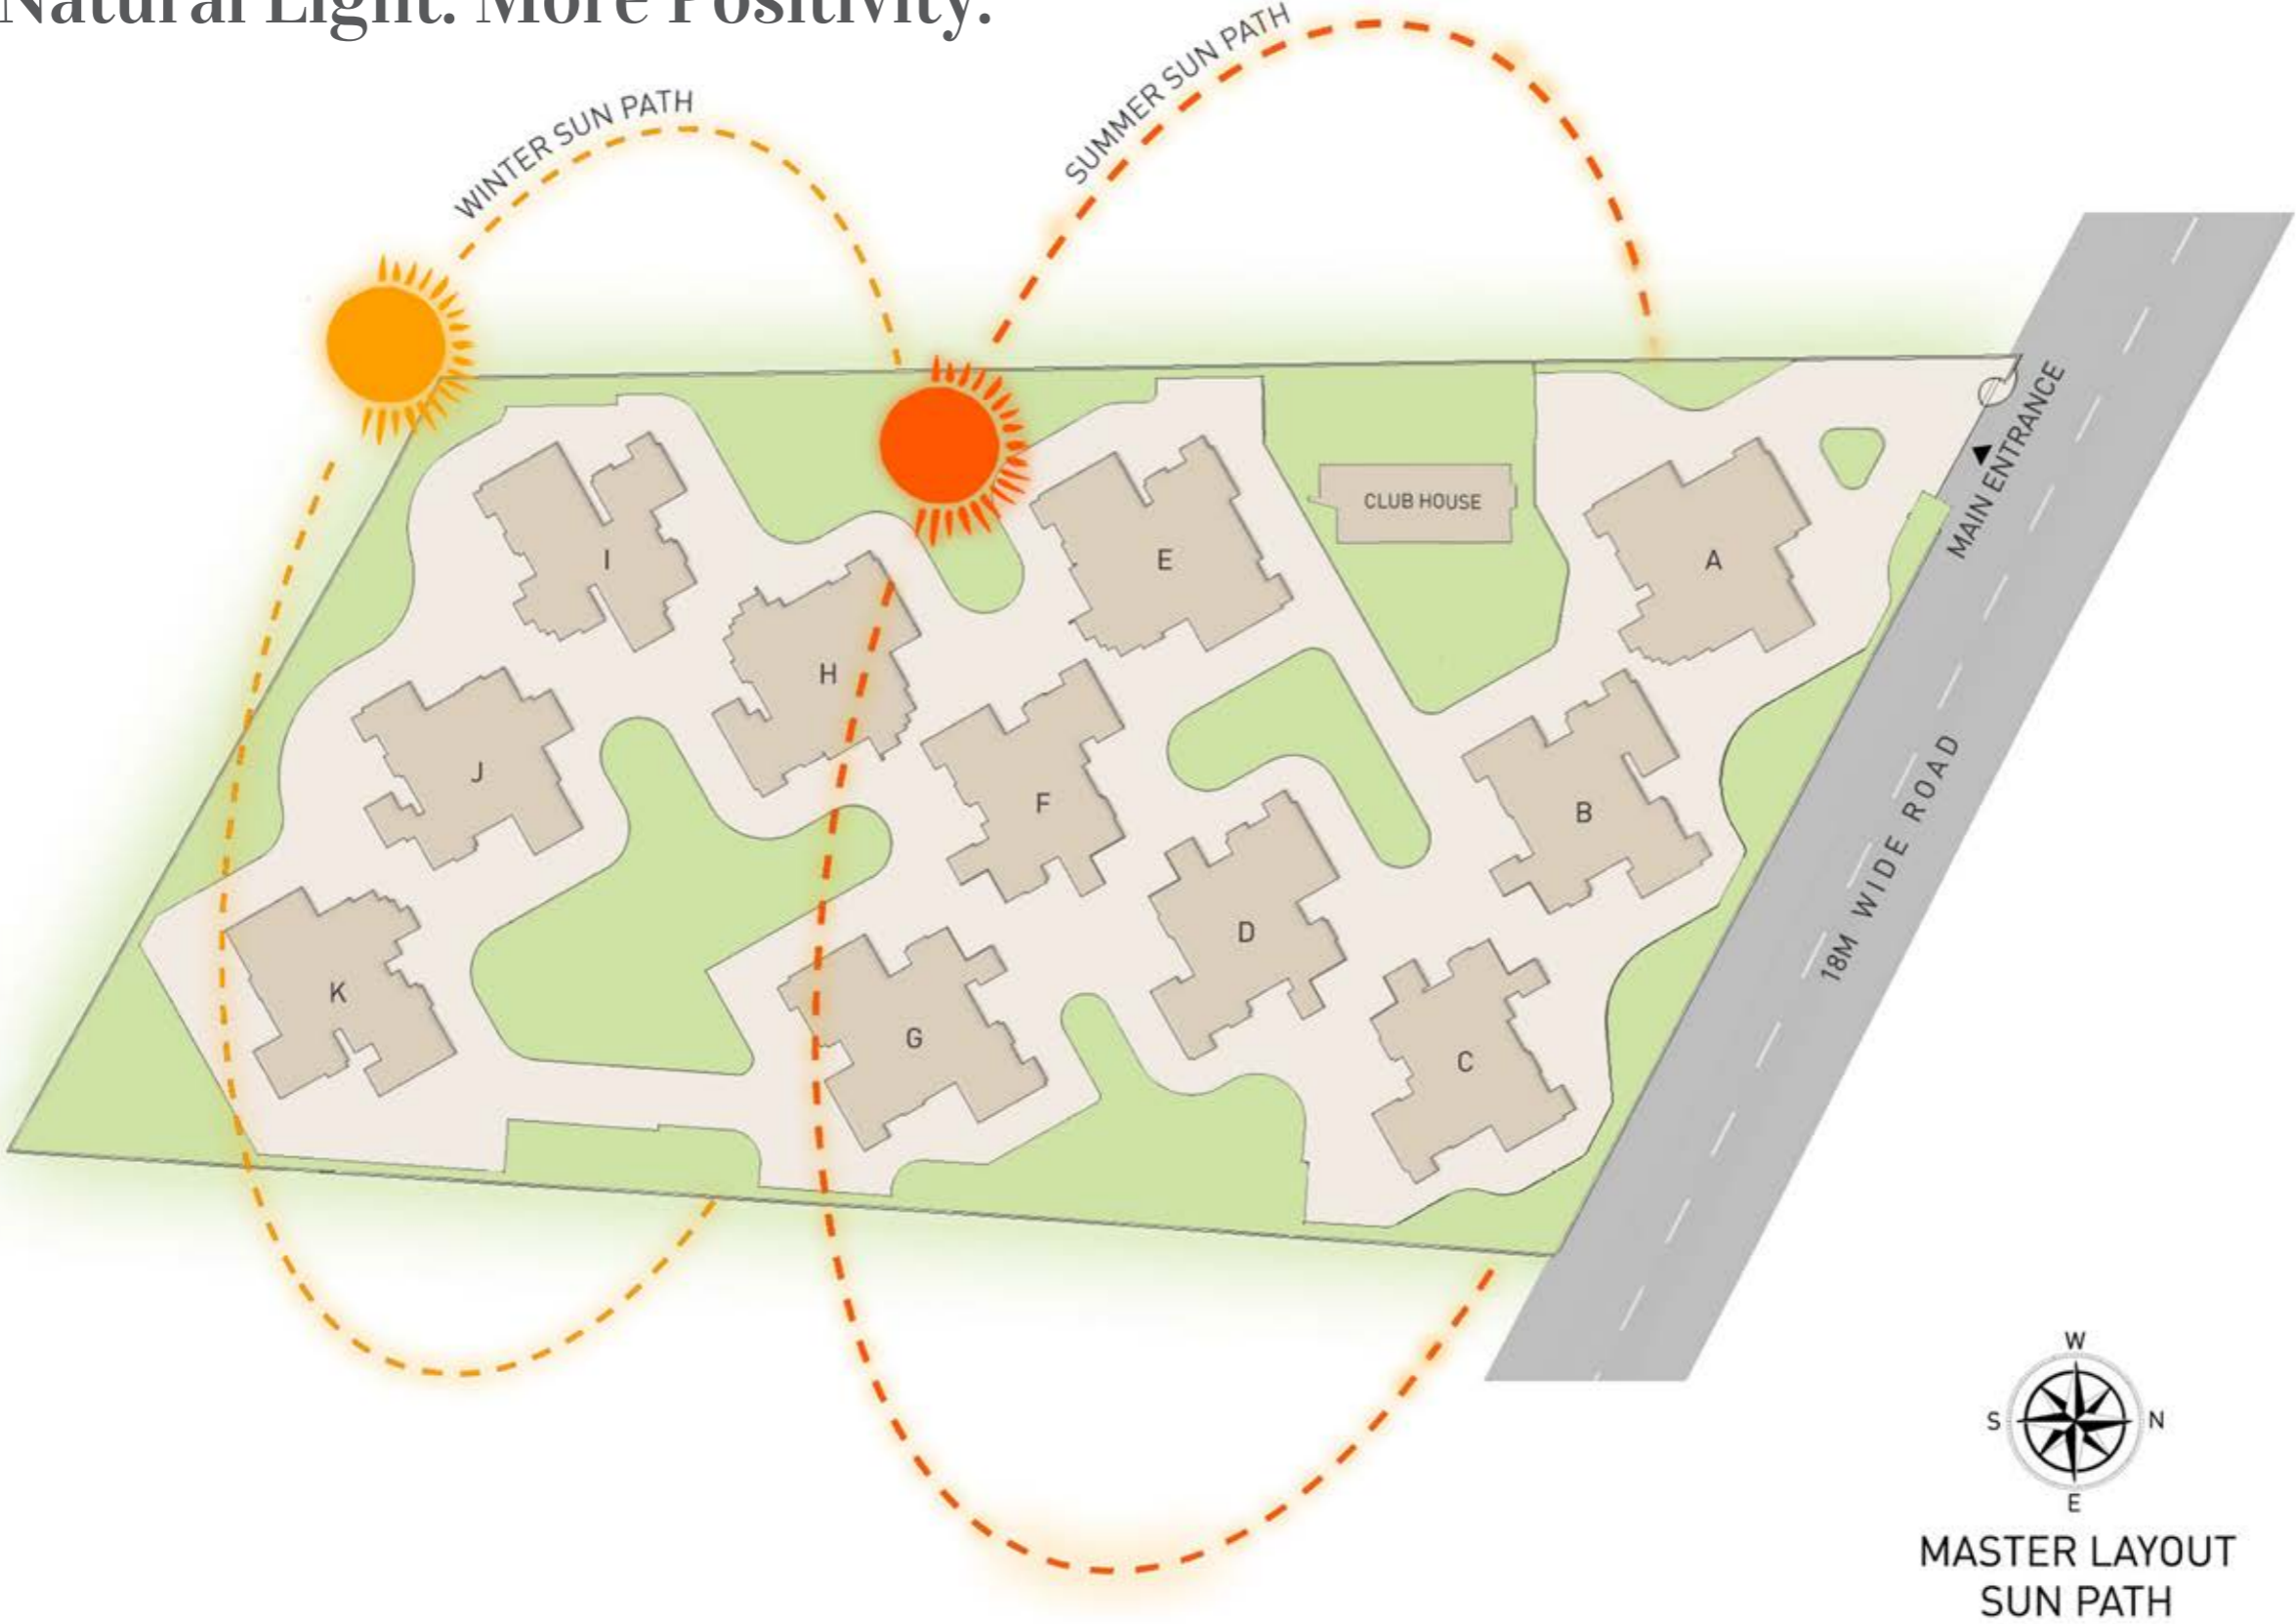 Natural Light. More Positivity.
WINTER SUN PATH
SUMMER SUN PATH
MAIN ENTRANCE
CLUB HOUSE
I
E
A
H
J
F
B
D
K
G
C
18M WIDE ROAD
W
S
N
E
MASTER LAYOUT
SUN PATH